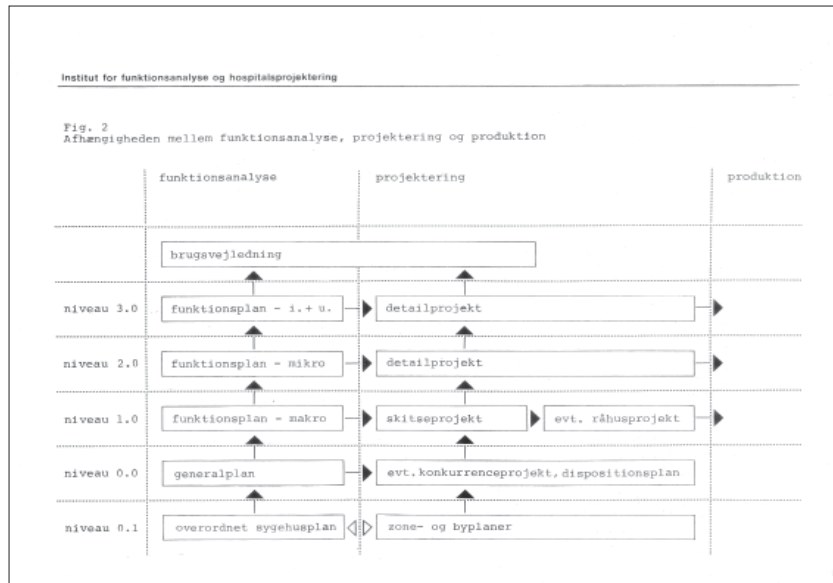 Institut for funktionsanalyse og hospitalsprojektering
Fig. 2
Afhængigheden mellem funktionsanalyse, projektering og produktion
funktionsanalyse projektering produktion
brugsvejledning
niveau 3.0 funktionsplan - i.+ u. detailprojekt
niveau 2.0 funktionsplan - mikro detailprojekt
niveau 1.0 funktionsplan - makro skitseprojekt evt. råhusprojekt
niveau 0.0 generalplan evt.konkurrenceprojekt, dispositionsplan
niveau 0.1 overordnet sygehusplan zone- og byplaner